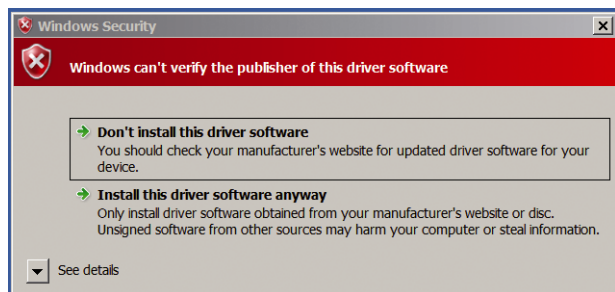 Windows Security
Windows can't verify the publisher of this driver software
Don't install this driver software
You should check your manufacturer's website for updated driver software for your
device.
Install this driver software anyway
Only install driver software obtained from your manufacturer's website or disc.
Unsigned software from other sources may harm your computer or steal information.
See details